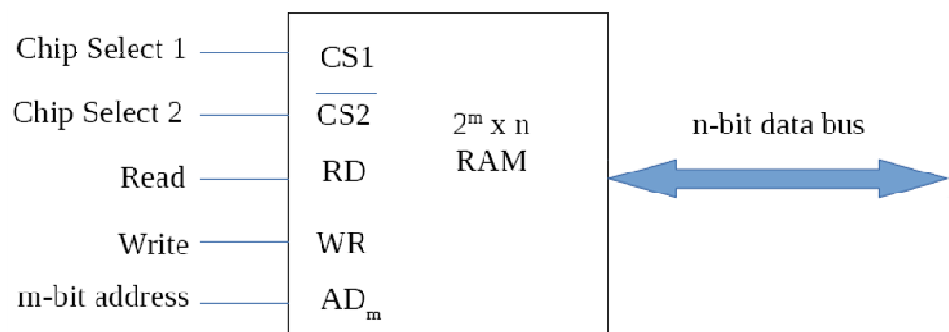 Chip Select 1
CS1
Chip Select 2
C̅S̅2̅
2ᵐ x n
RAM
n-bit data bus
Read
RD
Write
WR
m-bit address
ADₘ